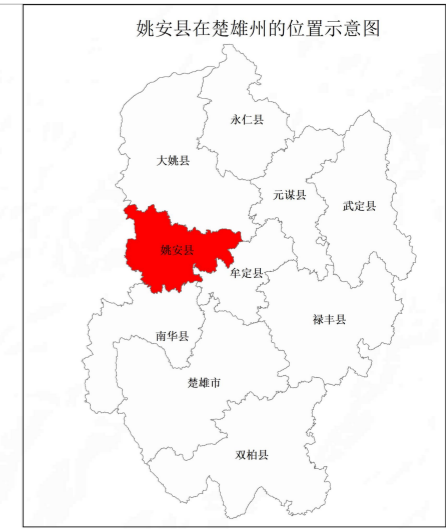 姚安县在楚雄州的位置示意图
永仁县
大姚县
元谋县
武定县
姚安县
牟定县
禄丰县
南华县
楚雄市
双柏县